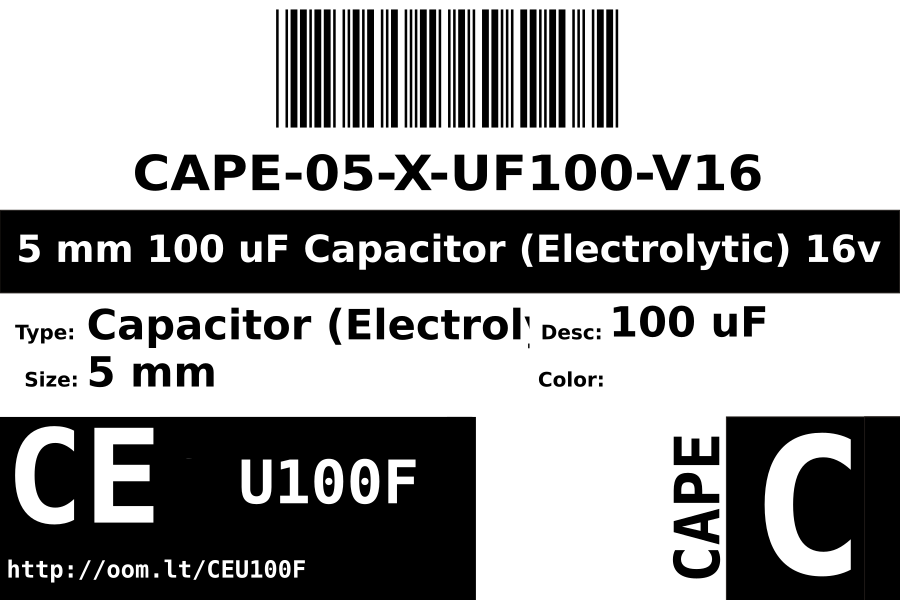 CAPE-05-X-UF100-V16
5 mm 100 uF Capacitor (Electrolytic) 16v
Type: Capacitor (Electroly Desc: 100 uF
Size: 5 mm Color:
CE U100F
http://oom.lt/CEU100F
CAPE
C